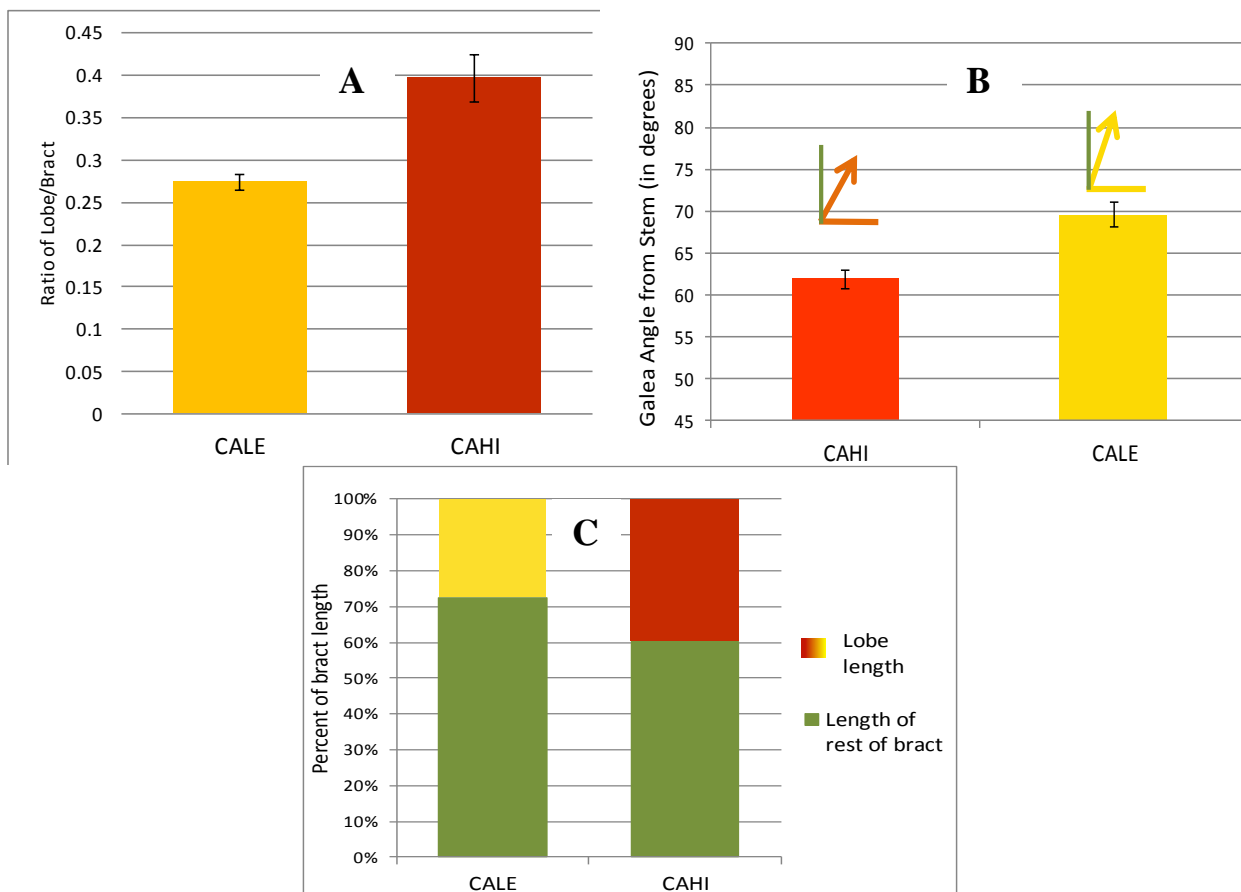 A
Ratio of Lobe/Bract
0.45
0.4
0.35
0.3
0.25
0.2
0.15
0.1
0.05
0
CALE CAHI
B
Galea Angle from Stem (in degrees)
90
85
80
75
70
65
60
55
50
45
CAHI CALE
C
Percent of bract length
100%
90%
80%
70%
60%
50%
40%
30%
20%
10%
0%
CALE CAHI
Lobe
length
Length of
rest of bract